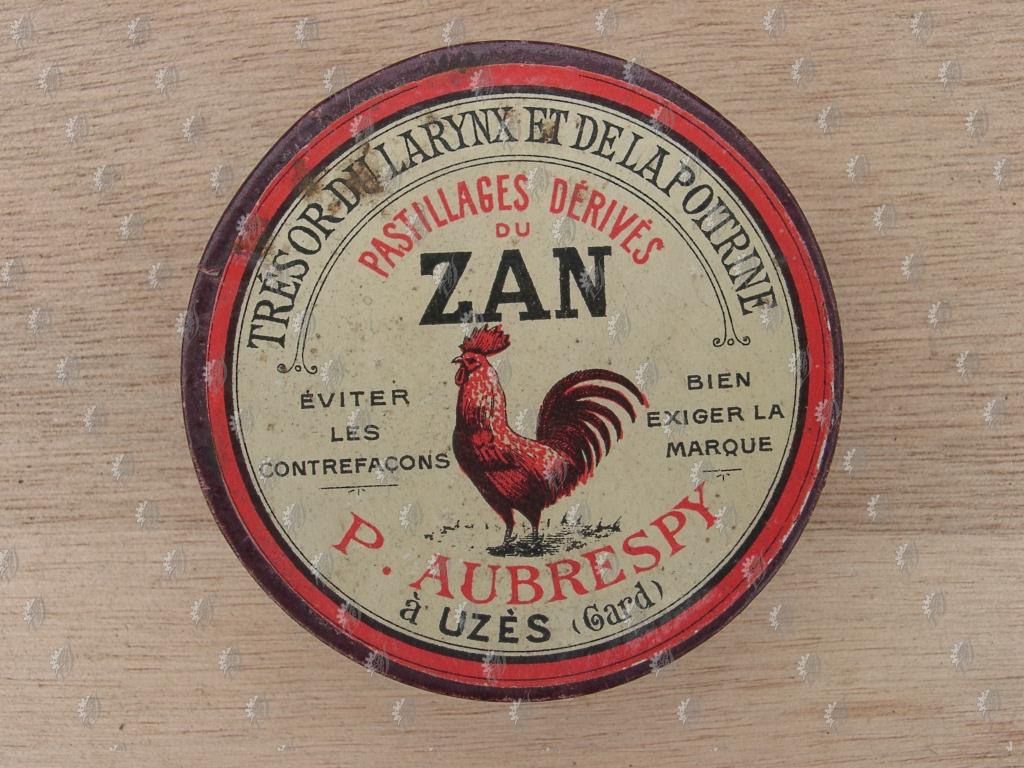 TRÉSOR DU LARYNX ET DE LA POITRINE
PASTILLAGES DÉRIVÉS
DU
ZAN
ÉVITER
LES
CONTREFAÇONS
BIEN
EXIGER LA
MARQUE
P. AUBRESPY
à UZÈS (Gard)